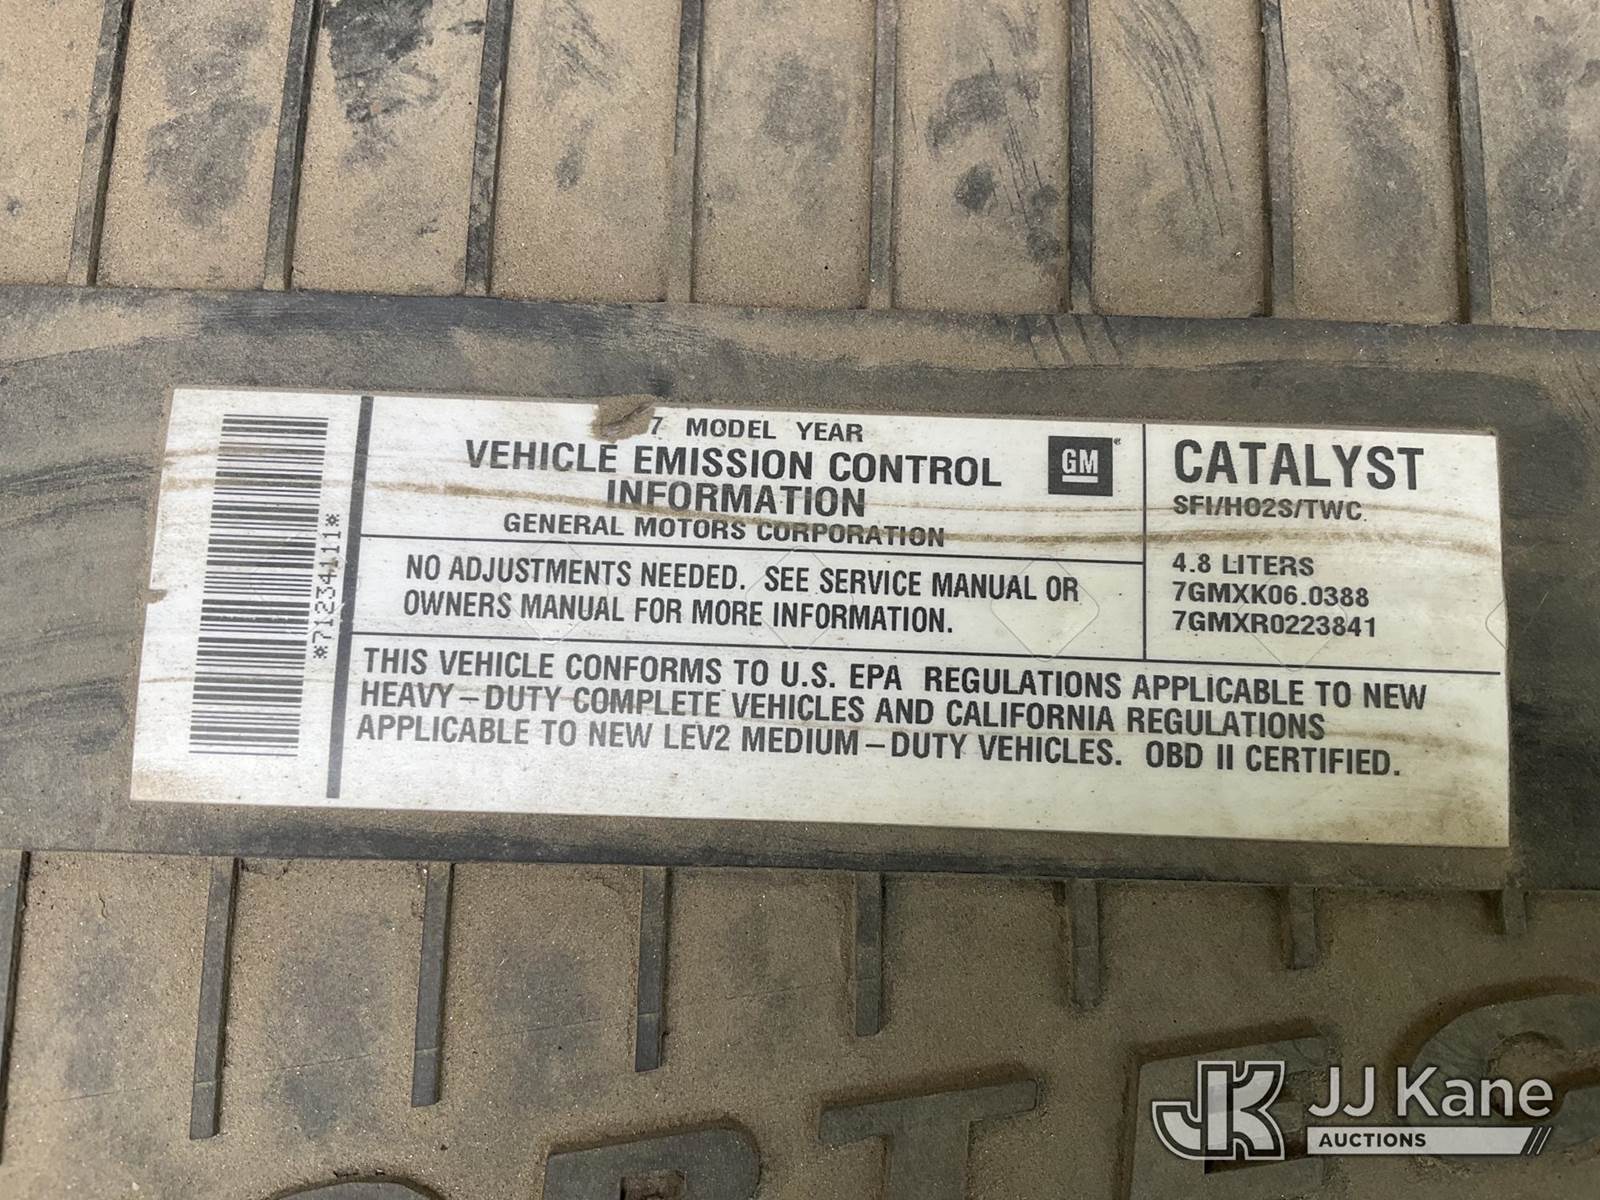 7 MODEL YEAR
VEHICLE EMISSION CONTROL
INFORMATION
GENERAL MOTORS CORPORATION
GM
NO ADJUSTMENTS NEEDED. SEE SERVICE MANUAL OR
OWNERS MANUAL FOR MORE INFORMATION.
CATALYST
SFI/HO2S/TWC
4.8 LITERS
7GMXK06.0388
7GMXR0223841
THIS VEHICLE CONFORMS TO U.S. EPA REGULATIONS APPLICABLE TO NEW
HEAVY-DUTY COMPLETE VEHICLES AND CALIFORNIA REGULATIONS
APPLICABLE TO NEW LEV2 MEDIUM-DUTY VEHICLES. OBD II CERTIFIED.
*712341111*
JK JJ Kane
AUCTIONS